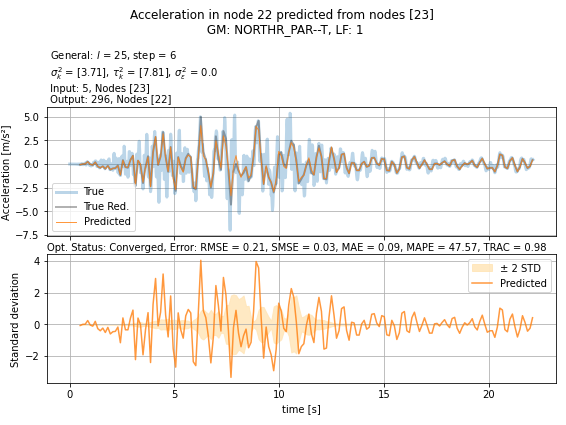 Acceleration in node 22 predicted from nodes [23]
GM: NORTHR_PAR--T, LF: 1
General: l = 25, step = 6
σ²ₖ = [3.71], τ²ₖ = [7.81], σ²ε = 0.0
Input: 5, Nodes [23]
Output: 296, Nodes [22]
Acceleration [m/s²]
5.0
2.5
0.0
−2.5
−5.0
−7.5
True
True Red.
Predicted
Opt. Status: Converged, Error: RMSE = 0.21, SMSE = 0.03, MAE = 0.09, MAPE = 47.57, TRAC = 0.98
Standard deviation
4
2
0
−2
± 2 STD
Predicted
0 5 10 15 20
time [s]